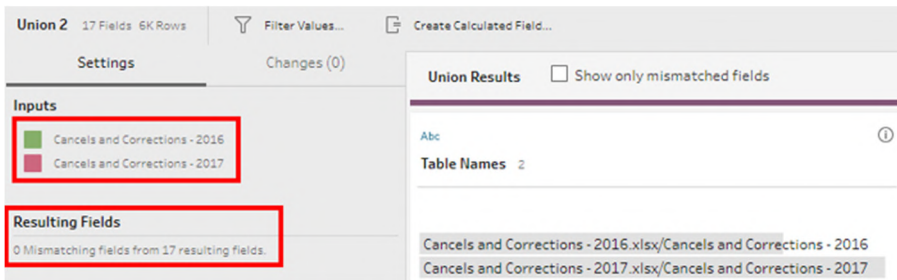 Union 2 17 Fields 6K Rows Filter Values... Create Calculated Field...
Settings Changes (0)
Union Results Show only mismatched fields
Inputs
Cancels and Corrections - 2016
Cancels and Corrections - 2017
Abc
Table Names 2
Resulting Fields
0 Mismatching fields from 17 resulting fields.
Cancels and Corrections - 2016.xlsx/Cancels and Corrections - 2016
Cancels and Corrections - 2017.xlsx/Cancels and Corrections - 2017